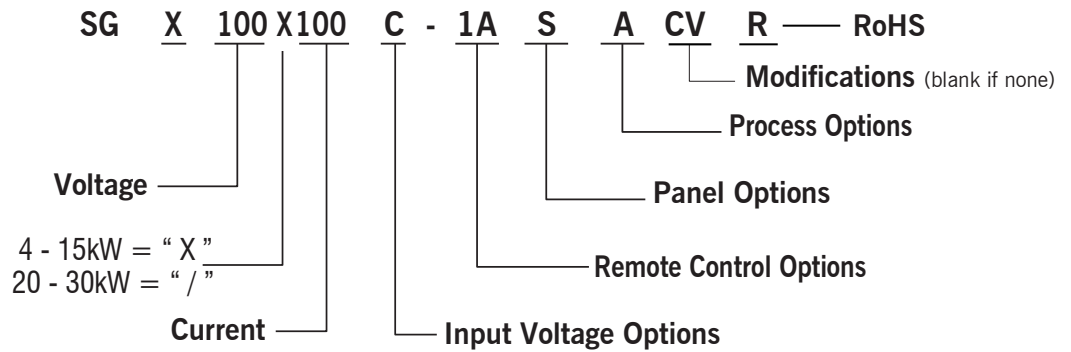 SG X 100 X 100 C - 1A S A CV R RoHS
Modifications (blank if none)
Process Options
Voltage
Panel Options
4 - 15kW = “ X ”
20 - 30kW = “ / ”
Remote Control Options
Current
Input Voltage Options